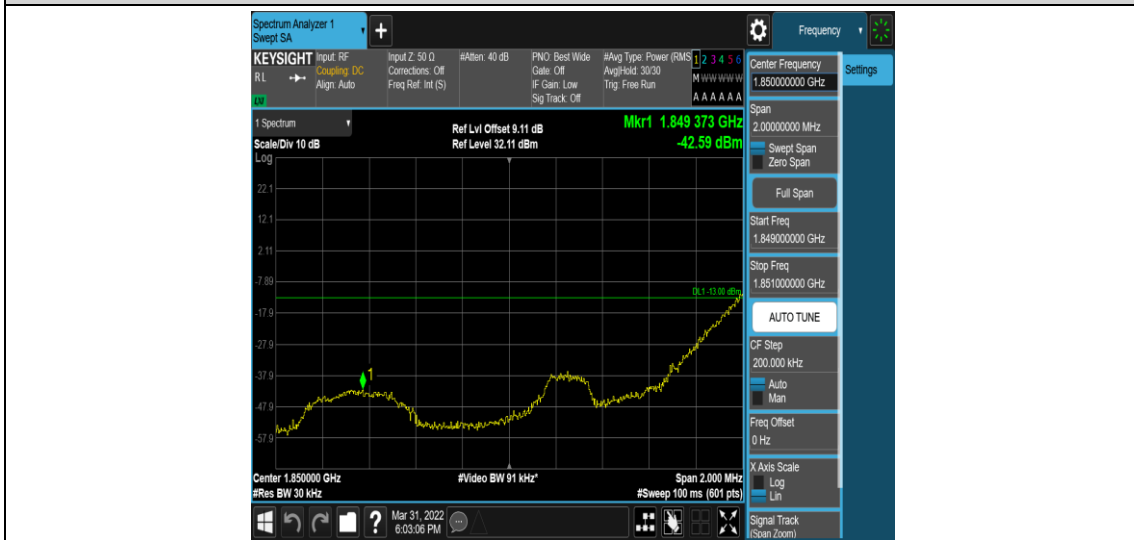 Spectrum Analyzer 1
Swept SA
+
Frequency
KEYSIGHT
RL
LXI
Input: RF
Coupling: DC
Align: Auto
Input Z: 50 Ω
Corrections: Off
Freq Ref: Int (S)
#Atten: 40 dB
PNO: Best Wide
Gate: Off
IF Gain: Low
Sig Track: Off
#Avg Type: Power (RMS
Avg|Hold: 30/30
Trig: Free Run
1 2 3 4 5 6
M W W W W W
A A A A A A
1 Spectrum
Scale/Div 10 dB
Log
Ref Lvl Offset 9.11 dB
Ref Level 32.11 dBm
Mkr1 1.849 373 GHz
-42.59 dBm
22.1
12.1
2.11
-7.89
DL1 -13.00 dBm
-17.9
-27.9
-37.9
1
-47.9
-57.9
Center 1.850000 GHz
#Res BW 30 kHz
#Video BW 91 kHz*
Span 2.000 MHz
#Sweep 100 ms (601 pts)
Center Frequency
1.850000000 GHz
Settings
Span
2.00000000 MHz
Swept Span
Zero Span
Full Span
Start Freq
1.849000000 GHz
Stop Freq
1.851000000 GHz
AUTO TUNE
CF Step
200.000 kHz
Auto
Man
Freq Offset
0 Hz
X Axis Scale
Log
Lin
Signal Track
(Span Zoom)
?
Mar 31, 2022
6:03:06 PM